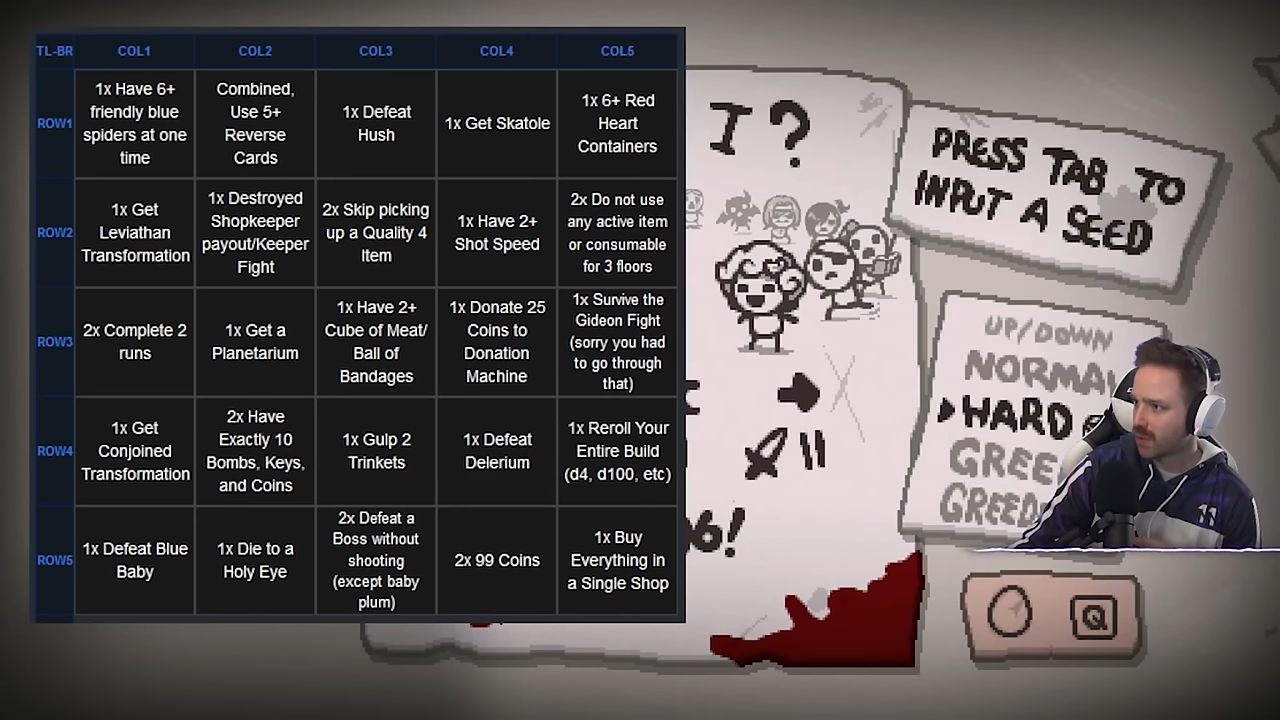 TL-BR COL1 COL2 COL3 COL4 COL5
ROW1
1x Have 6+
friendly blue
spiders at one
time
Combined,
Use 5+
Reverse
Cards
1x Defeat
Hush
1x Get Skatole
1x 6+ Red
Heart
Containers
ROW2
1x Get
Leviathan
Transformation
1x Destroyed
Shopkeeper
payout/Keeper
Fight
2x Skip picking
up a Quality 4
Item
1x Have 2+
Shot Speed
2x Do not use
any active item
or consumable
for 3 floors
ROW3
2x Complete 2
runs
1x Get a
Planetarium
1x Have 2+
Cube of Meat/
Ball of
Bandages
1x Donate 25
Coins to
Donation
Machine
1x Survive the
Gideon Fight
(sorry you had
to go through
that)
ROW4
1x Get
Conjoined
Transformation
2x Have
Exactly 10
Bombs, Keys,
and Coins
1x Gulp 2
Trinkets
1x Defeat
Delerium
1x Reroll Your
Entire Build
(d4, d100, etc)
ROW5
1x Defeat Blue
Baby
1x Die to a
Holy Eye
2x Defeat a
Boss without
shooting
(except baby
plum)
2x 99 Coins
1x Buy
Everything in
a Single Shop
I?
PRESS TAB TO
INPUT A SEED
UP/DOWN
NORMA
HARD
GREE
GREED
6!
Q